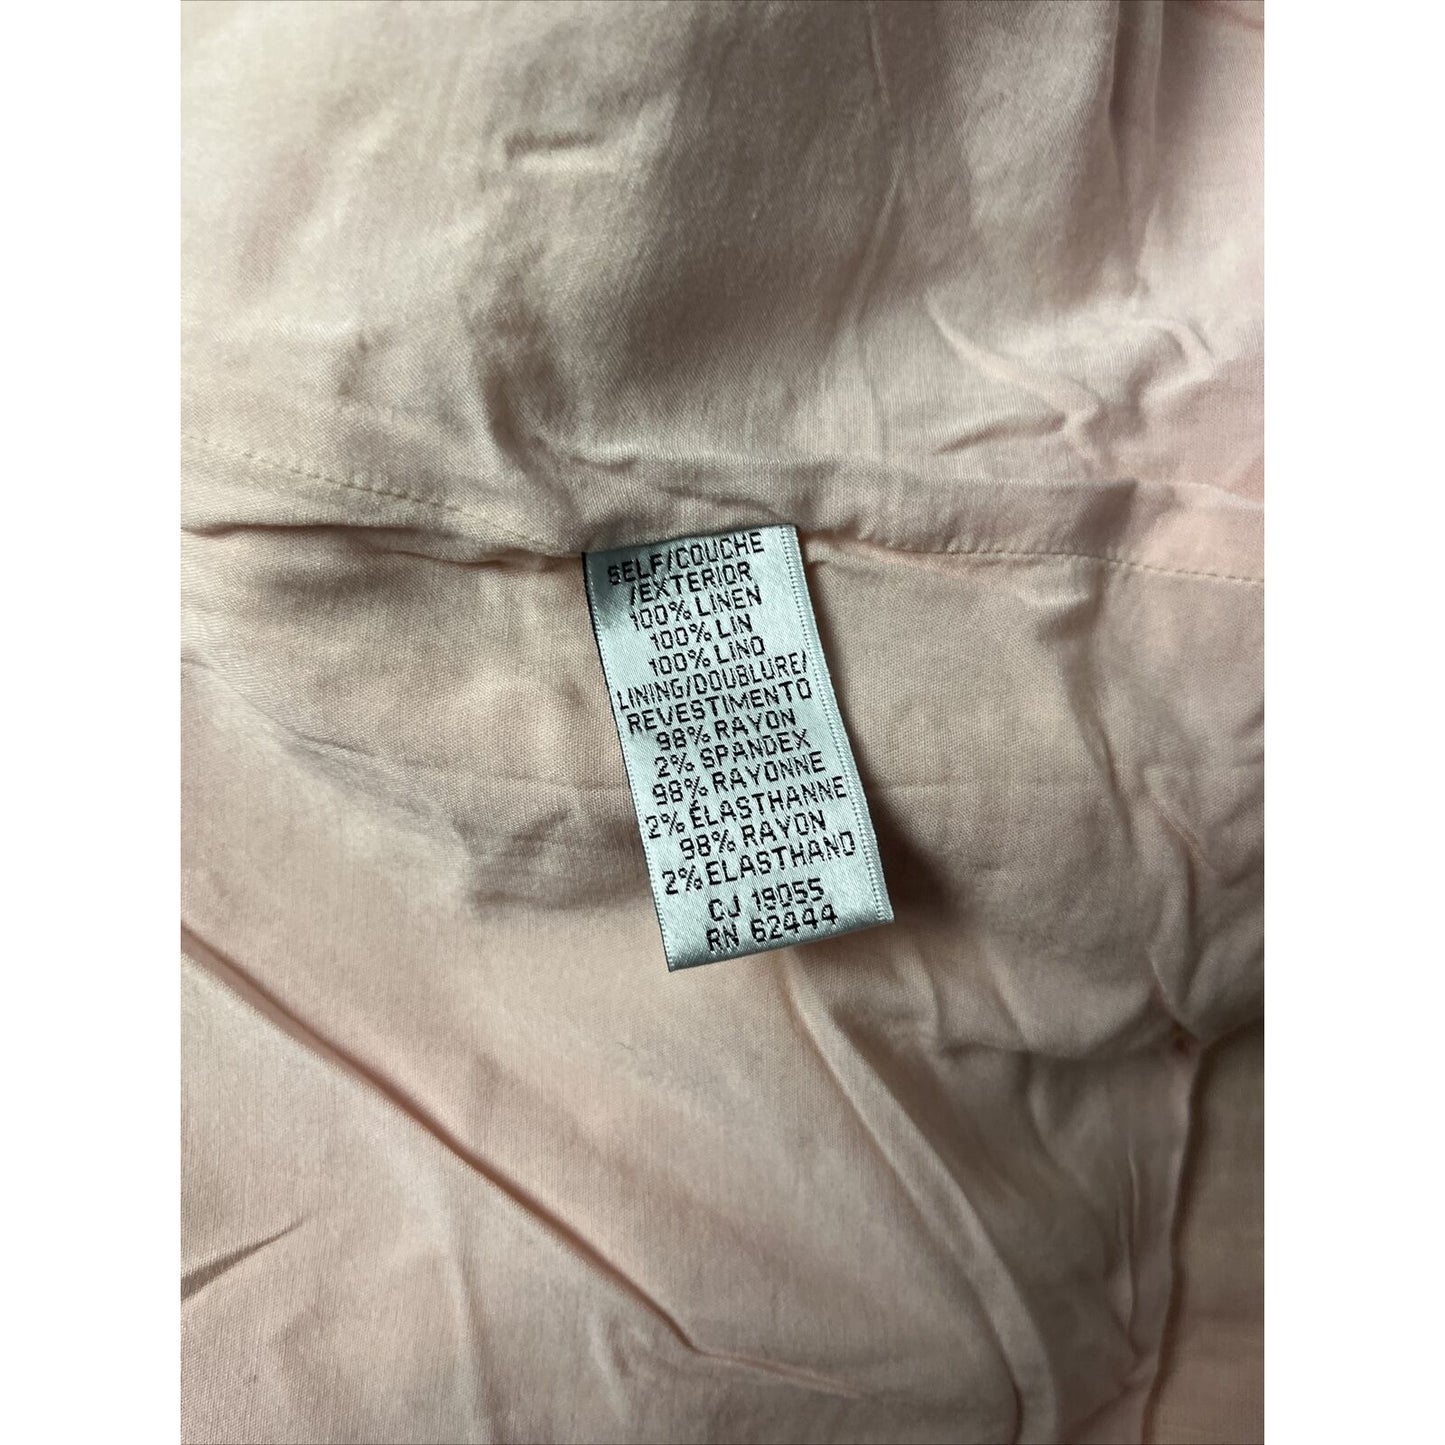 SELF/COUCHE
/EXTERIOR
100% LINEN
100% LIN
100% LINO
LINING/DOUBLURE/
REVESTIMENTO
98% RAYON
2% SPANDEX
98% RAYONNE
2% ÉLASTHANNE
98% RAYON
2% ELASTHANO
CJ 19055
RN 62444